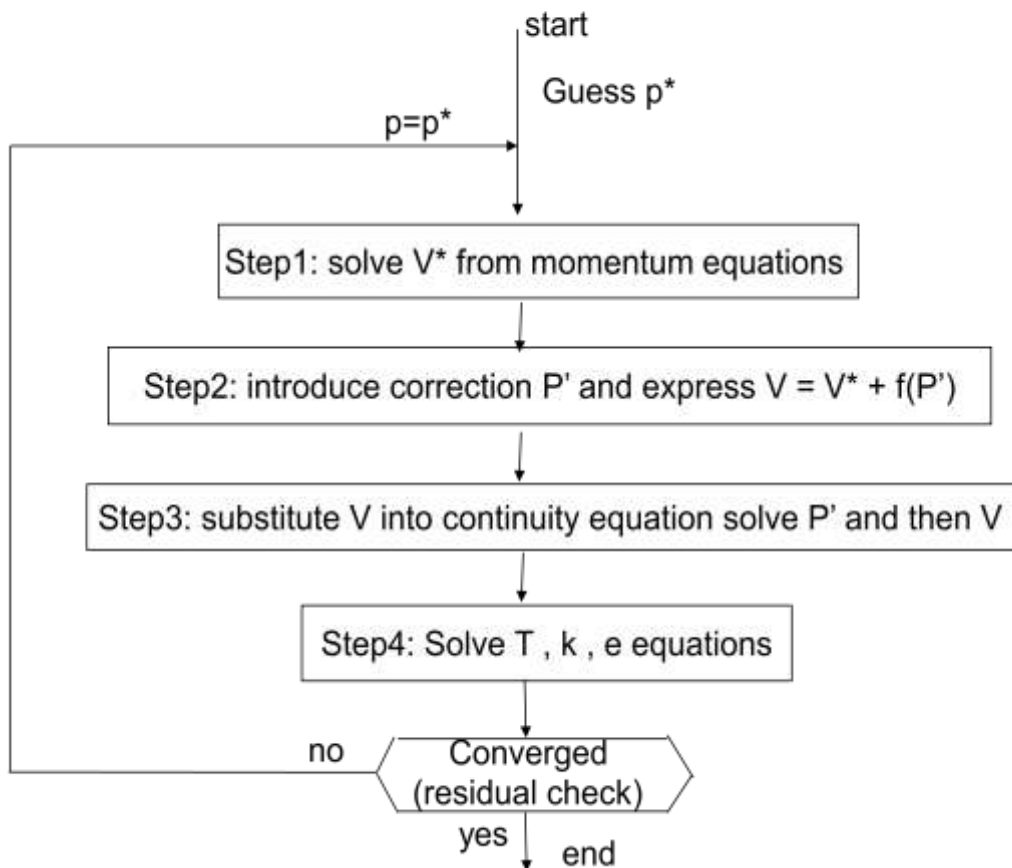 start
Guess p*
p=p*
Step1: solve V* from momentum equations
Step2: introduce correction P’ and express V = V* + f(P’)
Step3: substitute V into continuity equation solve P’ and then V
Step4: Solve T , k , e equations
no
Converged
(residual check)
yes
end